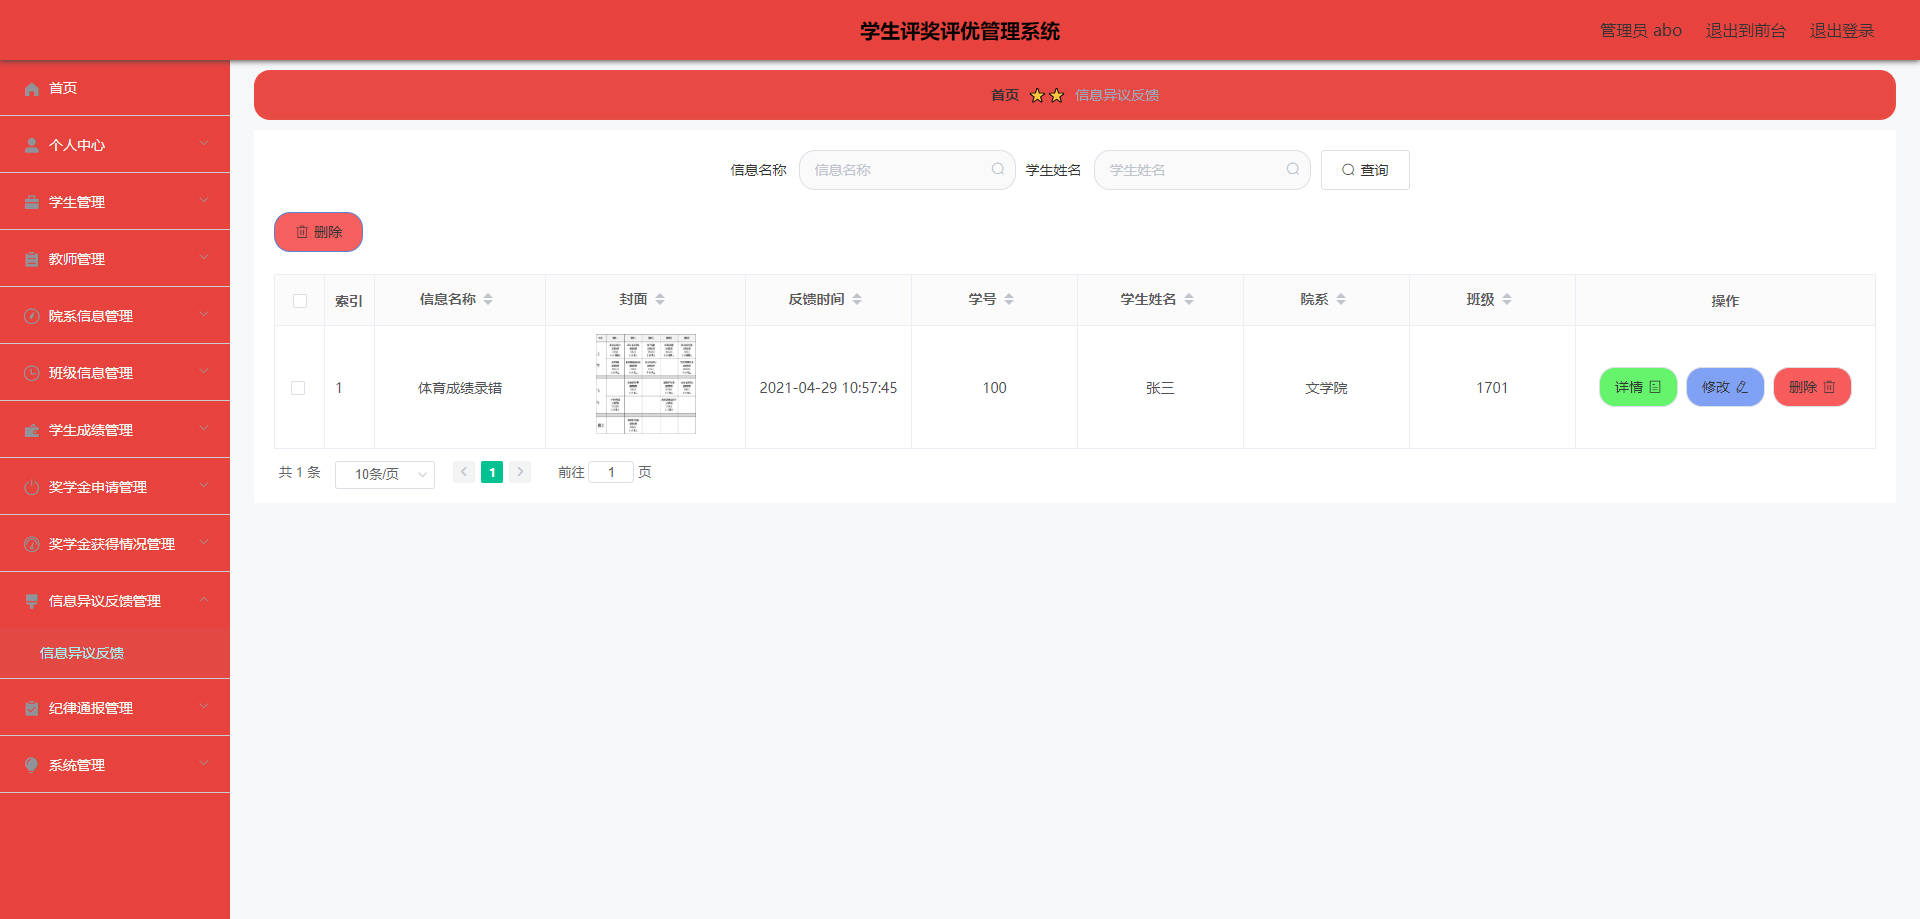 学生评奖评优管理系统
管理员 abo 退出到前台 退出登录
首页
个人中心
学生管理
教师管理
院系信息管理
班级信息管理
学生成绩管理
奖学金申请管理
奖学金获得情况管理
信息异议反馈管理
信息异议反馈
纪律通报管理
系统管理
首页 信息异议反馈
信息名称 信息名称 学生姓名 学生姓名 查询
删除
索引 信息名称 封面 反馈时间 学号 学生姓名 院系 班级 操作
1 体育成绩录错 2021-04-29 10:57:45 100 张三 文学院 1701 详情 修改 删除
共 1 条 10条/页 1 前往 1 页